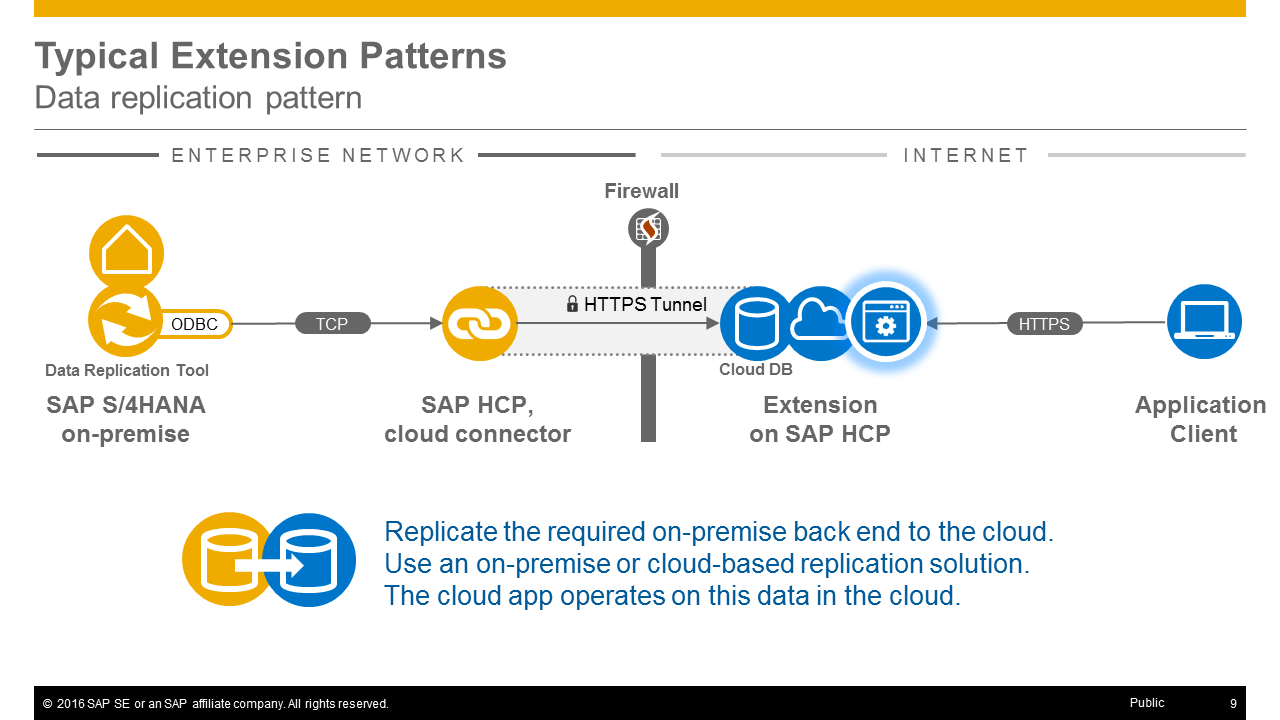 Typical Extension Patterns
Data replication pattern
ENTERPRISE NETWORK
INTERNET
Firewall
HTTPS Tunnel
ODBC
TCP
HTTPS
Data Replication Tool
Cloud DB
SAP S/4HANA
on-premise
SAP HCP,
cloud connector
Extension
on SAP HCP
Application
Client
Replicate the required on-premise back end to the cloud.
Use an on-premise or cloud-based replication solution.
The cloud app operates on this data in the cloud.
© 2016 SAP SE or an SAP affiliate company. All rights reserved.
Public
9